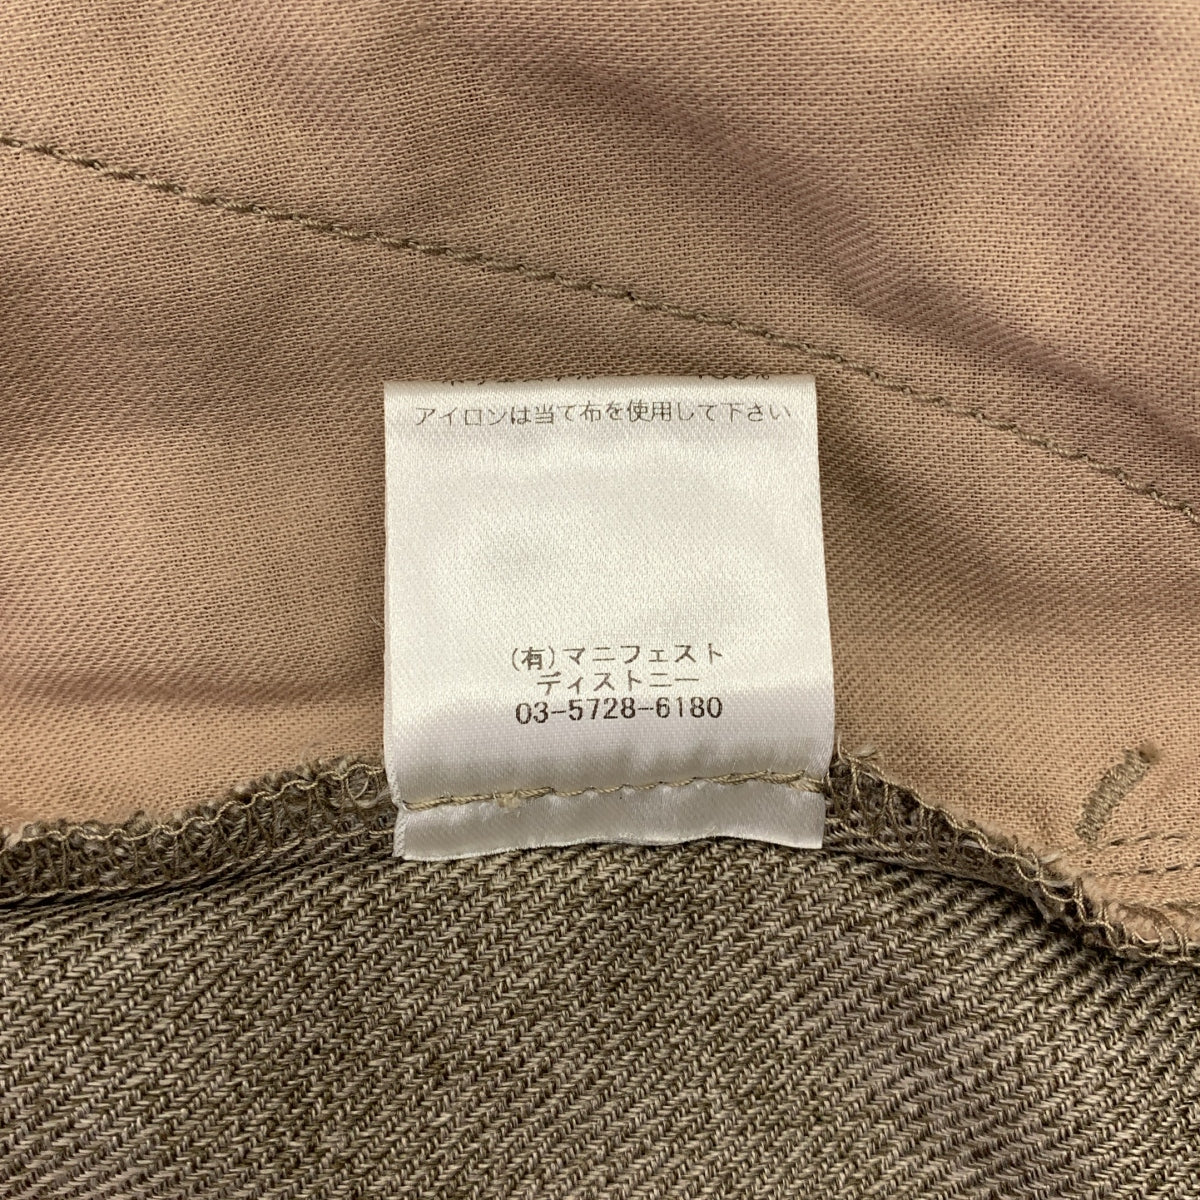 アイロンは当て布を使用して下さい
(有)マニフェスト
ディストニー
03-5728-6180